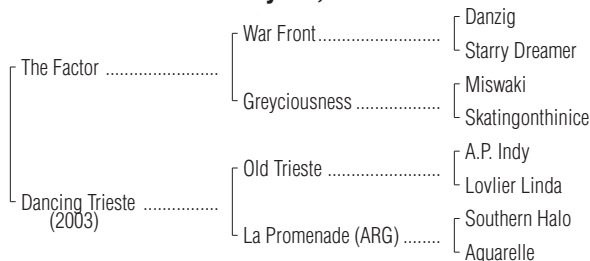 Danzig
War Front
Starry Dreamer
The Factor
Miswaki
Greyciousness
Skatingonthinice
A.P. Indy
Old Trieste
Lovlier Linda
Dancing Trieste
(2003)
Southern Halo
La Promenade (ARG)
Aquarelle